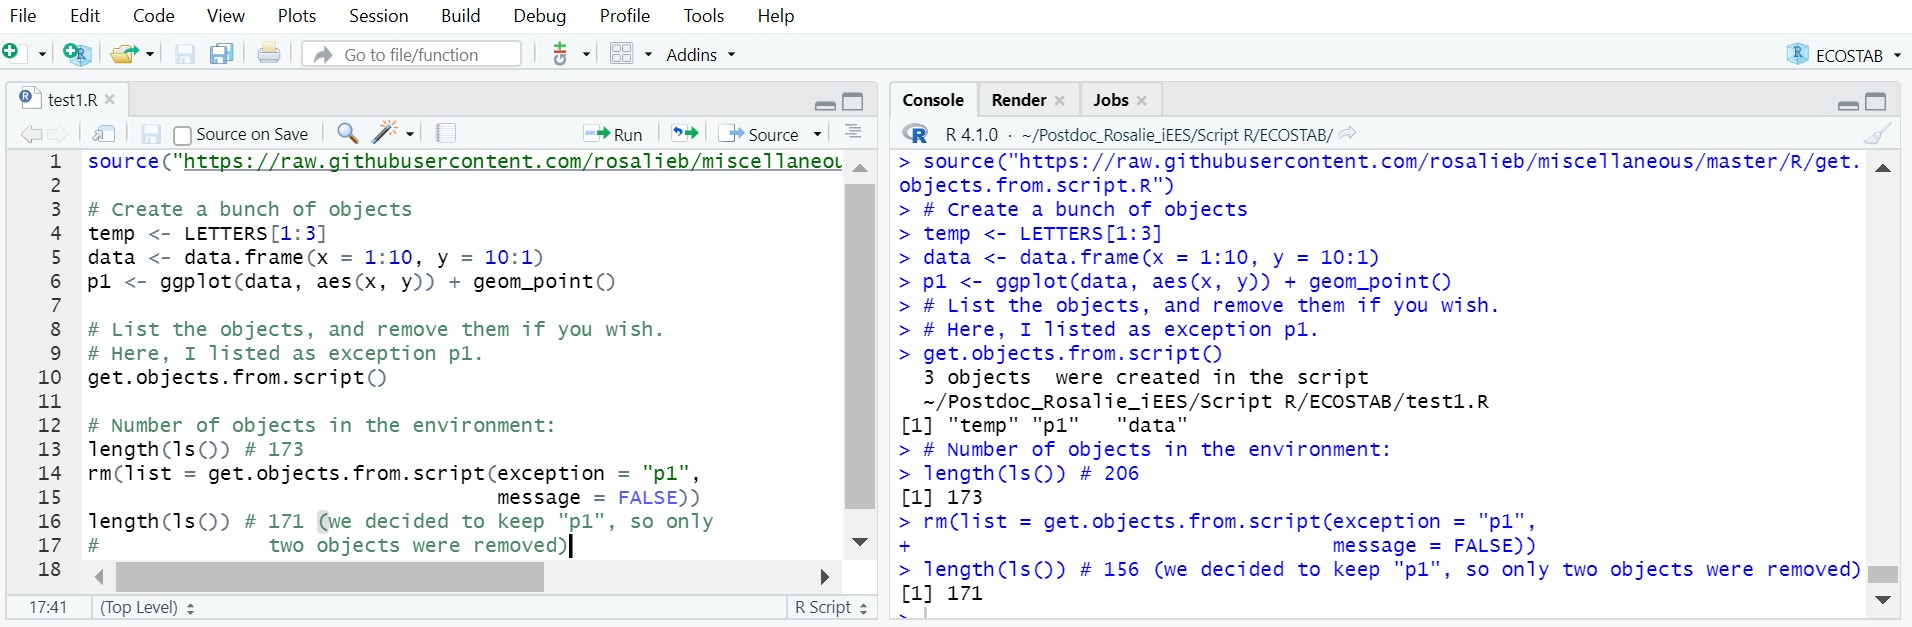 File Edit Code View Plots Session Build Debug Profile Tools Help
Go to file/function Addins ECOSTAB
test1.R
Source on Save Run Source
1 source("https://raw.githubusercontent.com/rosalieb/miscellaneou
2
3 # Create a bunch of objects
4 temp <- LETTERS[1:3]
5 data <- data.frame(x = 1:10, y = 10:1)
6 p1 <- ggplot(data, aes(x, y)) + geom_point()
7
8 # List the objects, and remove them if you wish.
9 # Here, I listed as exception p1.
10 get.objects.from.script()
11
12 # Number of objects in the environment:
13 length(ls()) # 173
14 rm(list = get.objects.from.script(exception = "p1",
15 message = FALSE))
16 length(ls()) # 171 (we decided to keep "p1", so only
17 # two objects were removed)
18
17:41 (Top Level) R Script
Console Render Jobs
R 4.1.0 · ~/Postdoc_Rosalie_iEES/Script R/ECOSTAB/
> source("https://raw.githubusercontent.com/rosalieb/miscellaneous/master/R/get.
objects.from.script.R")
> # Create a bunch of objects
> temp <- LETTERS[1:3]
> data <- data.frame(x = 1:10, y = 10:1)
> p1 <- ggplot(data, aes(x, y)) + geom_point()
> # List the objects, and remove them if you wish.
> # Here, I listed as exception p1.
> get.objects.from.script()
3 objects  were created in the script
~/Postdoc_Rosalie_iEES/Script R/ECOSTAB/test1.R
[1] "temp" "p1"   "data"
> # Number of objects in the environment:
> length(ls()) # 206
[1] 173
> rm(list = get.objects.from.script(exception = "p1",
+ message = FALSE))
> length(ls()) # 156 (we decided to keep "p1", so only two objects were removed)
[1] 171
>